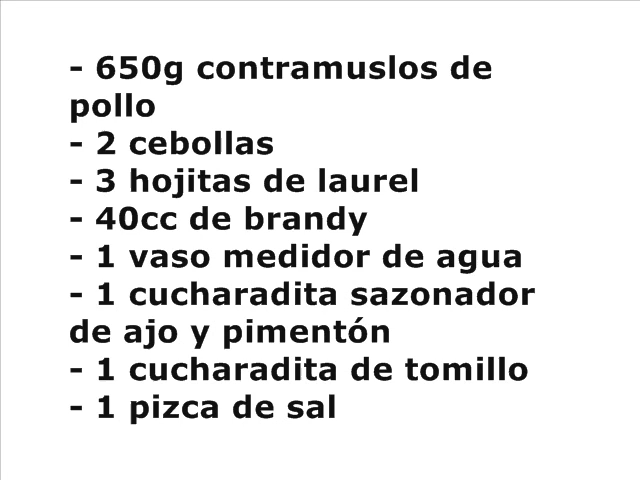 - 650g contramuslos de
pollo
- 2 cebollas
- 3 hojitas de laurel
- 40cc de brandy
- 1 vaso medidor de agua
- 1 cucharadita sazonador
de ajo y pimentón
- 1 cucharadita de tomillo
- 1 pizca de sal